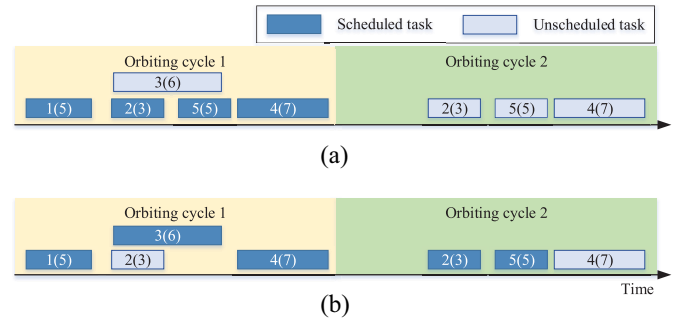 Scheduled task Unscheduled task
Orbiting cycle 1 Orbiting cycle 2
3(6)
1(5) 2(3) 5(5) 4(7) 2(3) 5(5) 4(7)
(a)
Orbiting cycle 1 Orbiting cycle 2
3(6)
1(5) 2(3) 4(7) 2(3) 5(5) 4(7)
Time
(b)